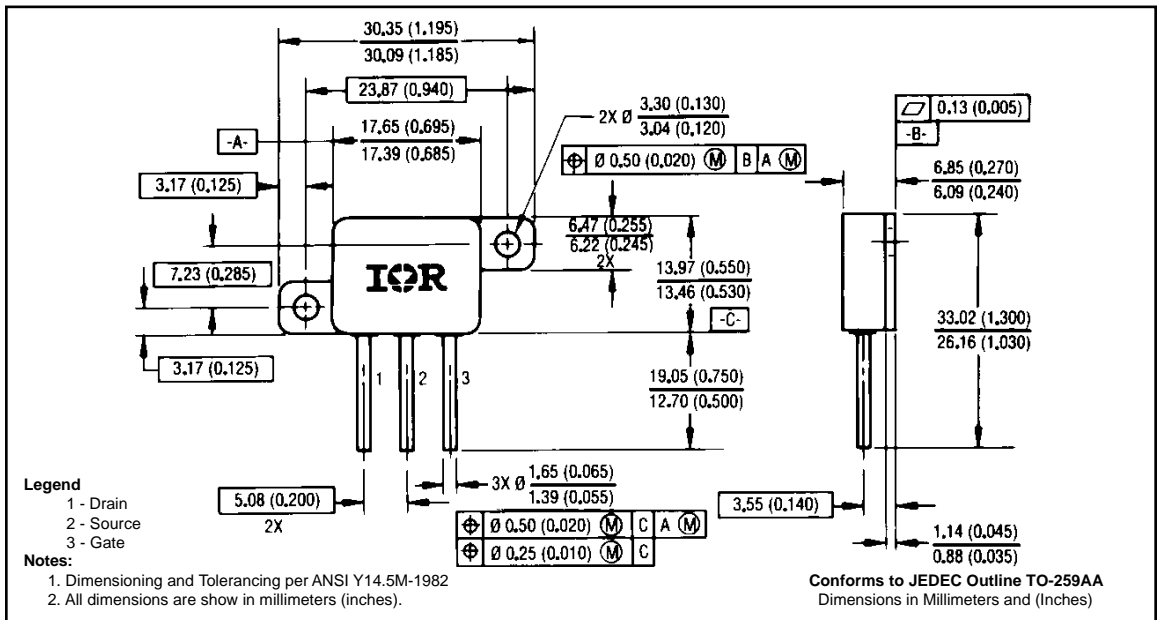 30.35 (1.195)
30.09 (1.185)
23.87 (0.940)
-A-
17.65 (0.695)
17.39 (0.685)
2X Ø 3.30 (0.130)
3.04 (0.120)
⌖ Ø 0.50 (0.020) Ⓜ B A Ⓜ
▱ 0.13 (0.005)
-B-
3.17 (0.125)
6.85 (0.270)
6.09 (0.240)
6.47 (0.255)
6.22 (0.245)
2X
7.23 (0.285)
IOR
13.97 (0.550)
13.46 (0.530)
-C-
33.02 (1.300)
26.16 (1.030)
3.17 (0.125)
1 2 3
19.05 (0.750)
12.70 (0.500)
5.08 (0.200)
2X
3X Ø 1.65 (0.065)
1.39 (0.055)
⌖ Ø 0.50 (0.020) Ⓜ C A Ⓜ
⌖ Ø 0.25 (0.010) Ⓜ C
3.55 (0.140)
1.14 (0.045)
0.88 (0.035)
Legend
1 - Drain
2 - Source
3 - Gate
Notes:
1. Dimensioning and Tolerancing per ANSI Y14.5M-1982
2. All dimensions are show in millimeters (inches).
Conforms to JEDEC Outline TO-259AA
Dimensions in Millimeters and (Inches)